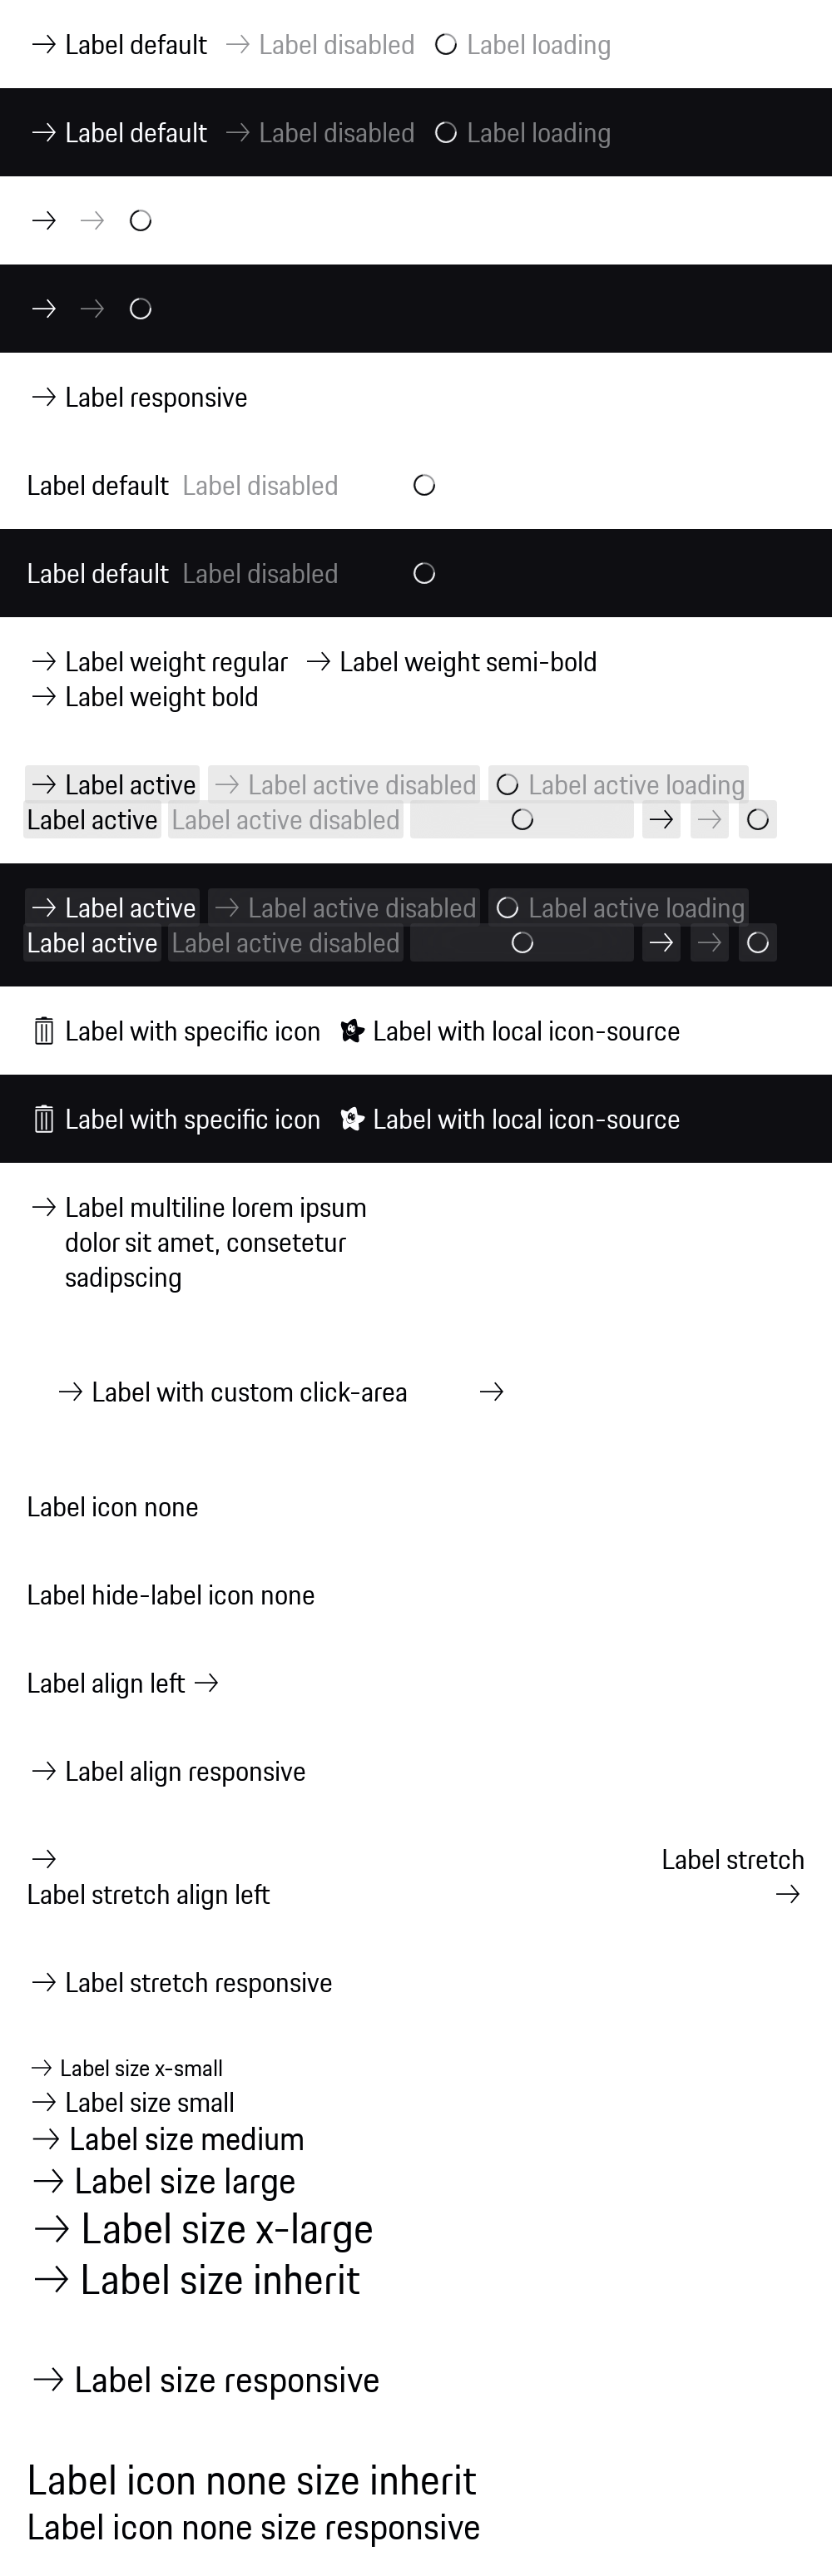 Label default Label disabled Label loading
Label default Label disabled Label loading
Label responsive
Label default Label disabled
Label default Label disabled
Label weight regular Label weight semi-bold
Label weight bold
Label active Label active disabled Label active loading
Label active Label active disabled
Label active Label active disabled Label active loading
Label active Label active disabled
Label with specific icon Label with local icon-source
Label with specific icon Label with local icon-source
Label multiline lorem ipsum
dolor sit amet, consetetur
sadipscing
Label with custom click-area
Label icon none
Label hide-label icon none
Label align left
Label align responsive
Label stretch
Label stretch align left
Label stretch responsive
Label size x-small
Label size small
Label size medium
Label size large
Label size x-large
Label size inherit
Label size responsive
Label icon none size inherit
Label icon none size responsive